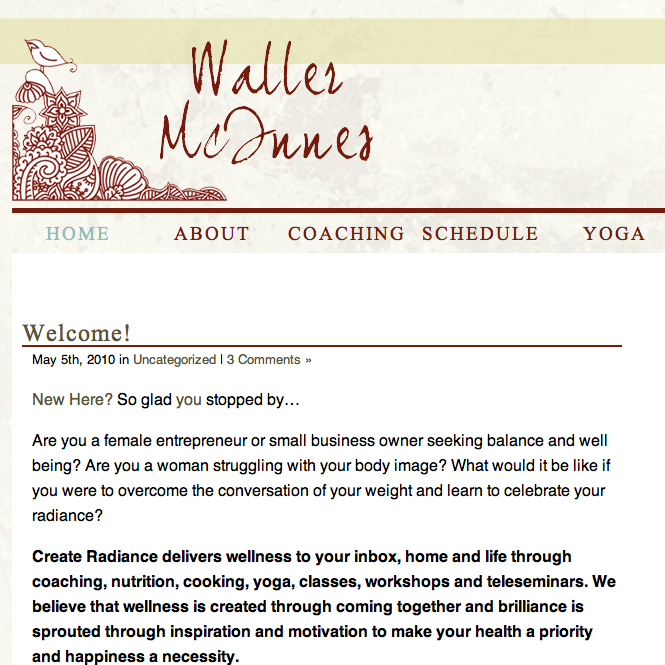 Waller
McInnes
HOME ABOUT COACHING SCHEDULE YOGA
Welcome!
May 5th, 2010 in Uncategorized | 3 Comments »
New Here? So glad you stopped by…
Are you a female entrepreneur or small business owner seeking balance and well
being? Are you a woman struggling with your body image? What would it be like if
you were to overcome the conversation of your weight and learn to celebrate your
radiance?
Create Radiance delivers wellness to your inbox, home and life through
coaching, nutrition, cooking, yoga, classes, workshops and teleseminars. We
believe that wellness is created through coming together and brilliance is
sprouted through inspiration and motivation to make your health a priority
and happiness a necessity.